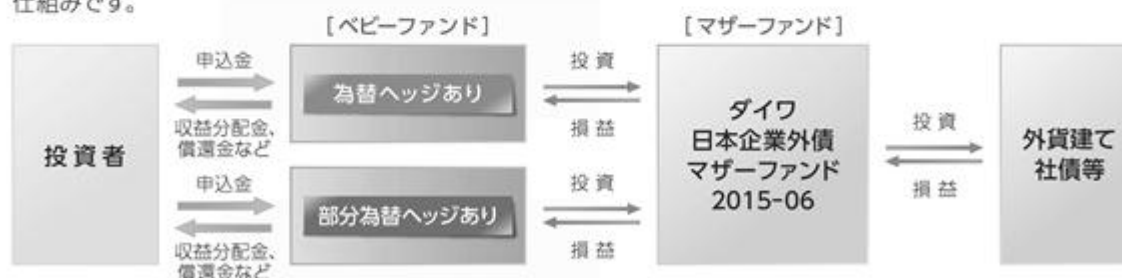 仕組みです。
[ベビーファンド]
[マザーファンド]
投資者
申込金
収益分配金、
償還金など
為替ヘッジあり
投資
損益
申込金
収益分配金、
償還金など
部分為替ヘッジあり
投資
損益
ダイワ
日本企業外債
マザーファンド
2015-06
投資
損益
外貨建て
社債等